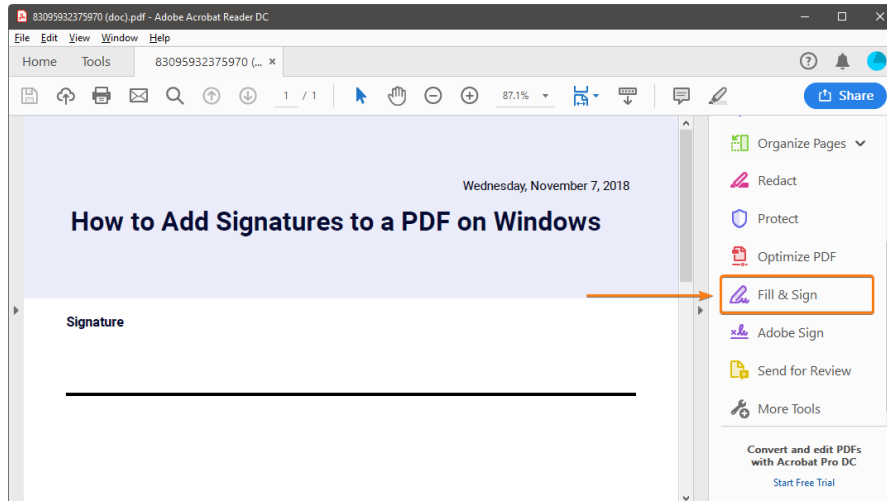 83095932375970 (doc).pdf - Adobe Acrobat Reader DC
File Edit View Window Help
Home Tools 83095932375970 (... ×
1 / 1 87.1% Share
Organize Pages
Wednesday, November 7, 2018
Redact
How to Add Signatures to a PDF on Windows
Protect
Optimize PDF
Fill & Sign
Signature
Adobe Sign
Send for Review
More Tools
Convert and edit PDFs
with Acrobat Pro DC
Start Free Trial